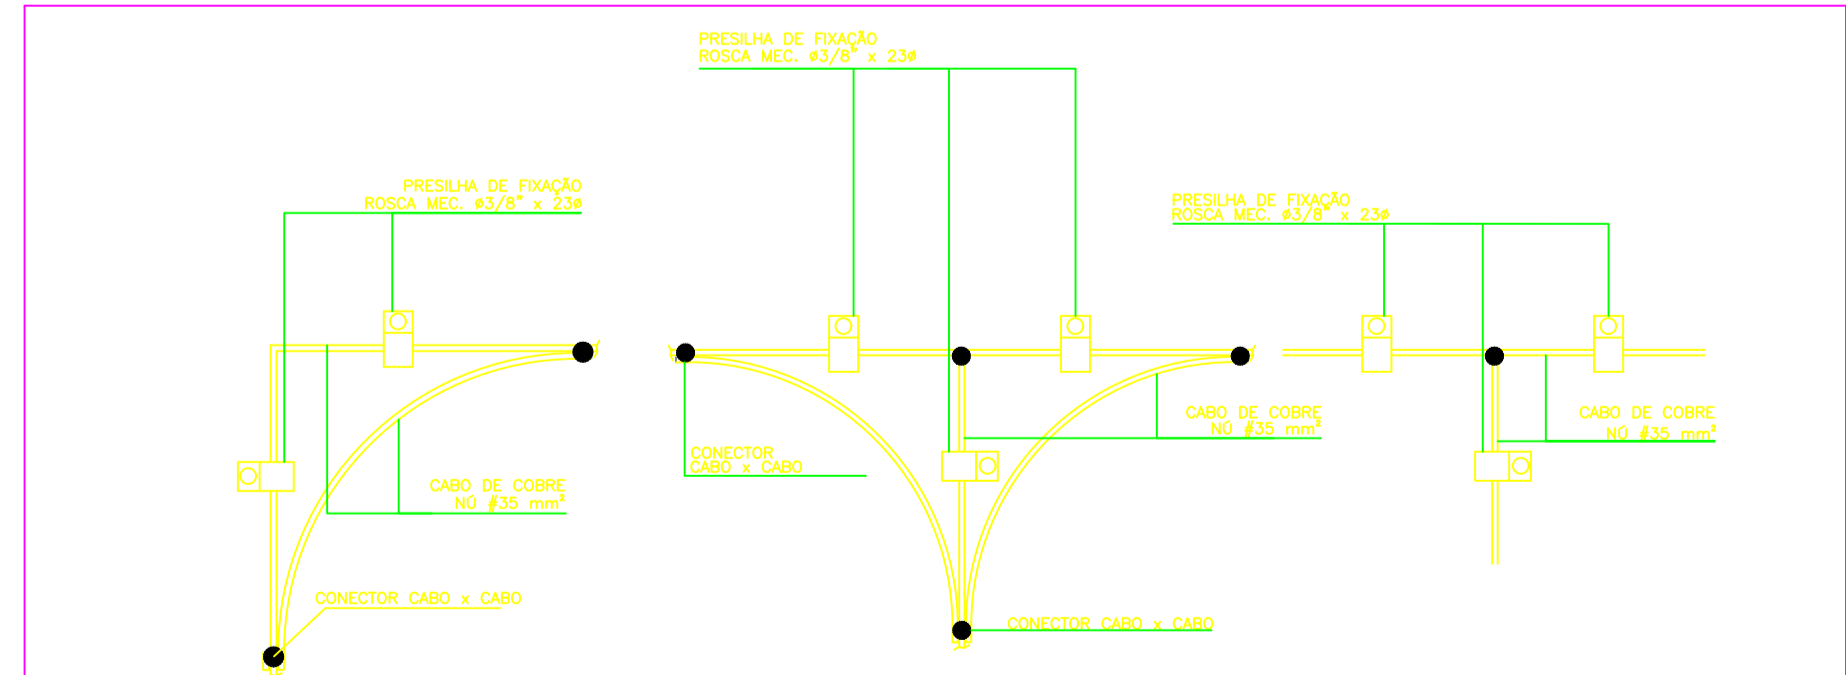 PRESILHA DE FIXAÇÃO
ROSCA MEC. ø3/8" x 23ø
PRESILHA DE FIXAÇÃO
ROSCA MEC. ø3/8" x 23ø
PRESILHA DE FIXAÇÃO
ROSCA MEC. ø3/8" x 23ø
CABO DE COBRE
NÚ #35 mm²
CONECTOR CABO x CABO
CONECTOR
CABO x CABO
CABO DE COBRE
NÚ #35 mm²
CONECTOR CABO x CABO
CABO DE COBRE
NÚ #35 mm²